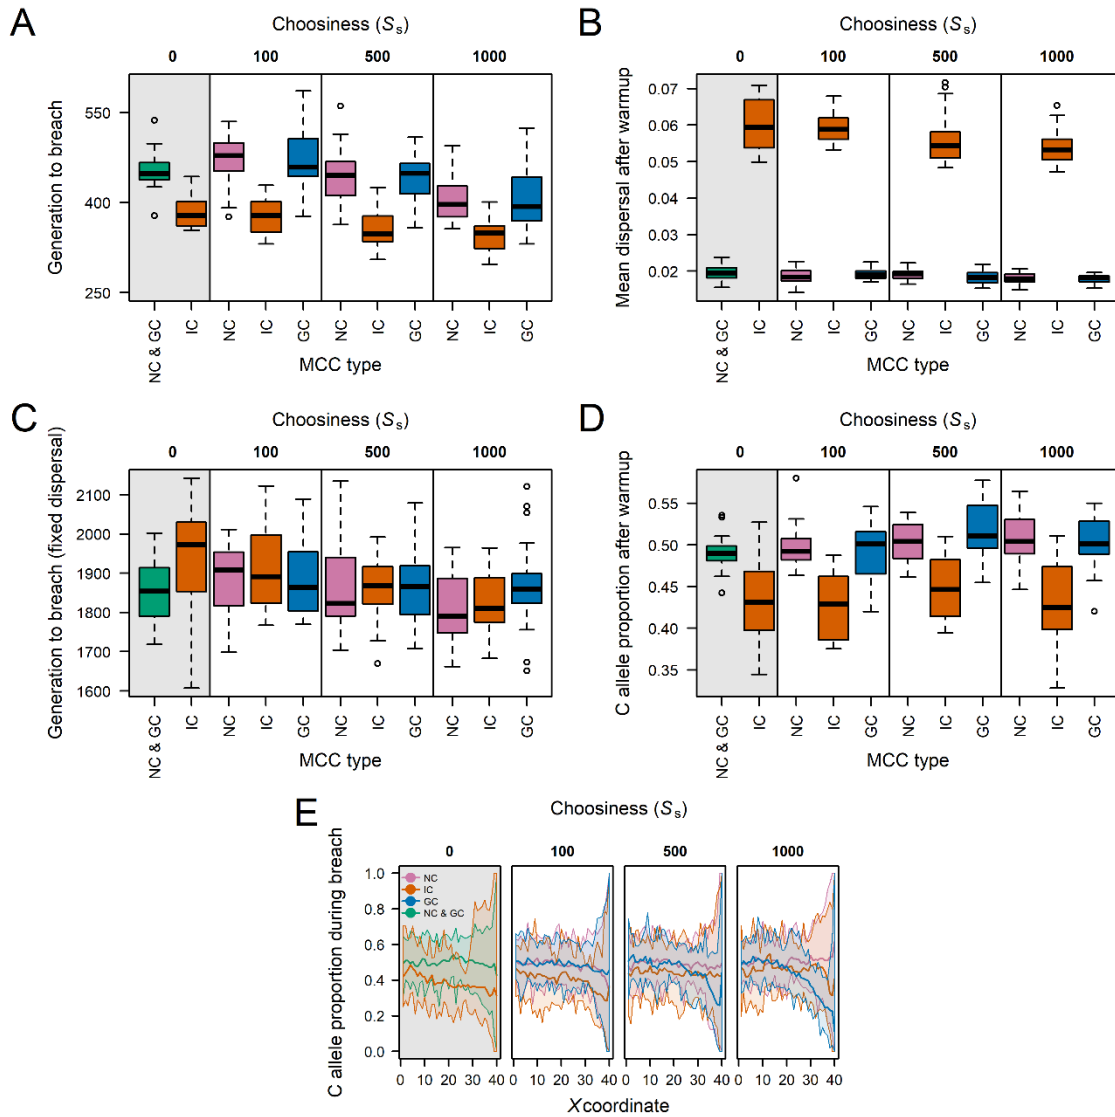 A
Choosiness (Ss)
0 100 500 1000
Generation to breach
550
400
250
NC & GC IC NC IC GC NC IC GC NC IC GC
MCC type
B
Choosiness (Ss)
0 100 500 1000
Mean dispersal after warmup
0.07
0.06
0.05
0.04
0.03
0.02
NC & GC IC NC IC GC NC IC GC NC IC GC
MCC type
C
Choosiness (Ss)
0 100 500 1000
Generation to breach (fixed dispersal)
2100
2000
1900
1800
1700
1600
NC & GC IC NC IC GC NC IC GC NC IC GC
MCC type
D
Choosiness (Ss)
0 100 500 1000
C allele proportion after warmup
0.55
0.50
0.45
0.40
0.35
NC & GC IC NC IC GC NC IC GC NC IC GC
MCC type
E
Choosiness (Ss)
0 100 500 1000
C allele proportion during breach
1.0
0.8
0.6
0.4
0.2
0.0
NC
IC
GC
NC & GC
0 10 20 30 40 0 10 20 30 40 0 10 20 30 40 0 10 20 30 40
X coordinate